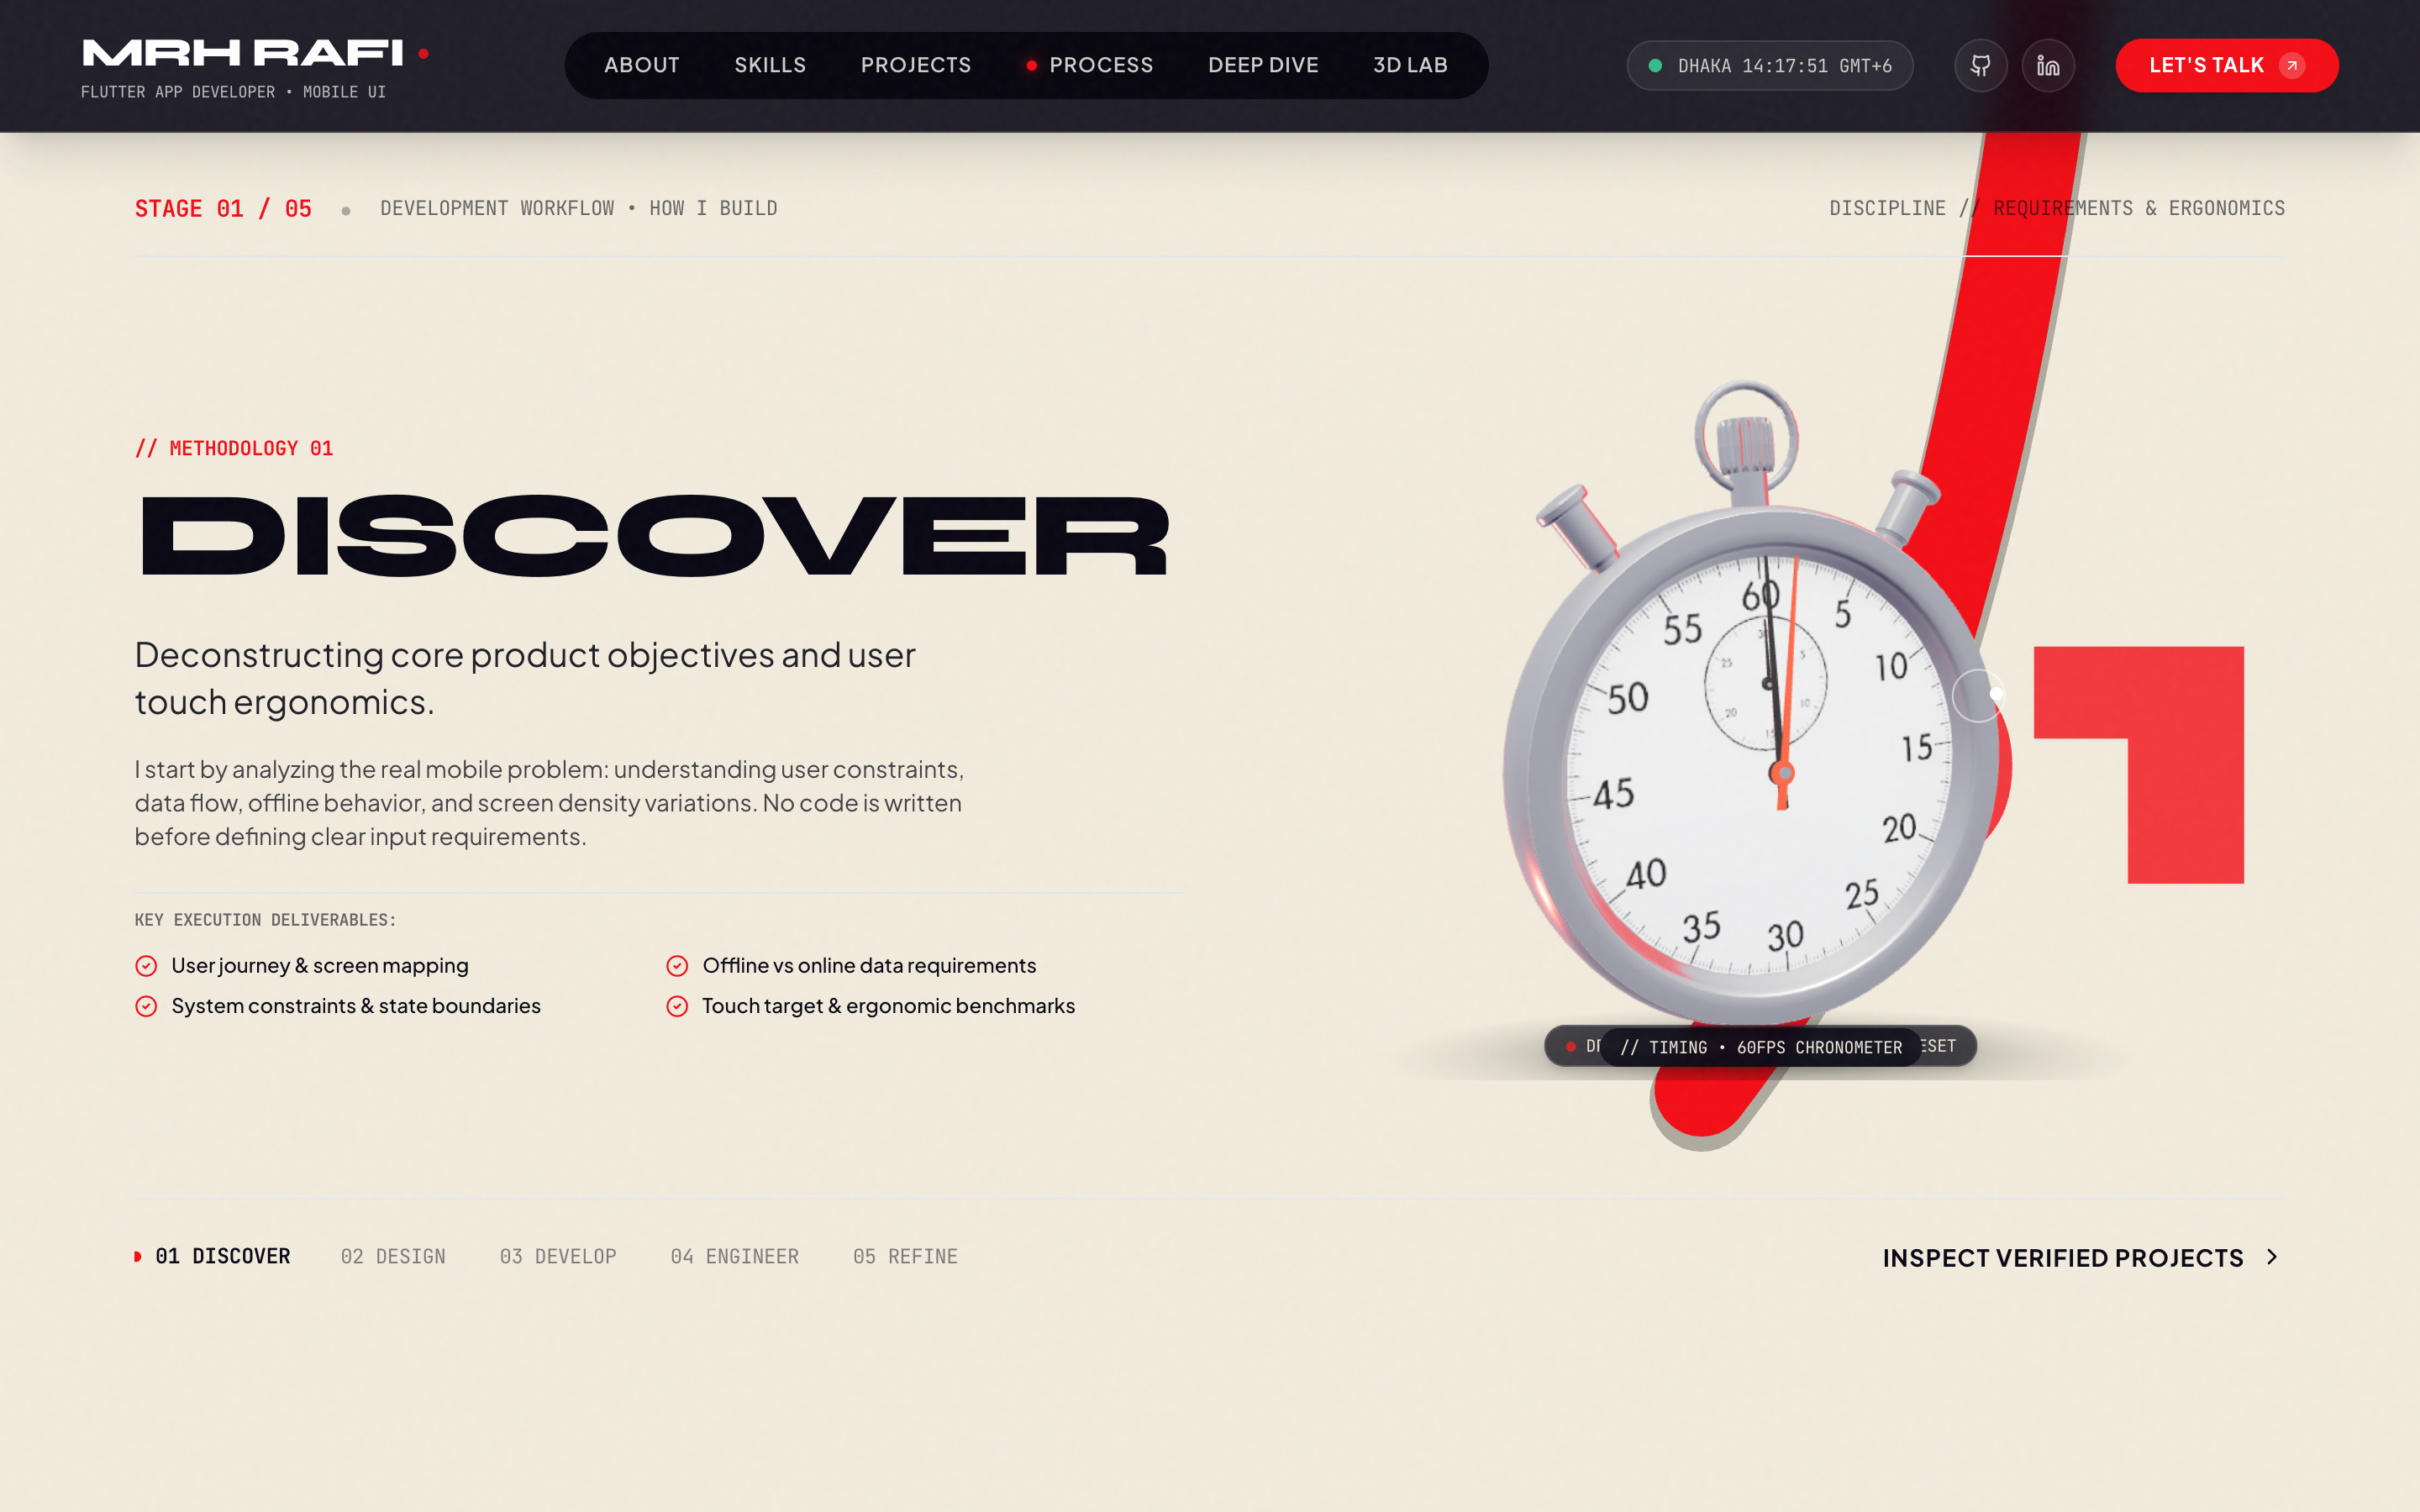 MRH RAFI
FLUTTER APP DEVELOPER • MOBILE UI
ABOUT SKILLS PROJECTS PROCESS DEEP DIVE 3D LAB
DHAKA 14:17:51 GMT+6
LET'S TALK
STAGE 01 / 05 DEVELOPMENT WORKFLOW • HOW I BUILD
DISCIPLINE // REQUIREMENTS & ERGONOMICS
// METHODOLOGY 01
DISCOVER
Deconstructing core product objectives and user
touch ergonomics.
I start by analyzing the real mobile problem: understanding user constraints,
data flow, offline behavior, and screen density variations. No code is written
before defining clear input requirements.
KEY EXECUTION DELIVERABLES:
User journey & screen mapping
Offline vs online data requirements
System constraints & state boundaries
Touch target & ergonomic benchmarks
60 5 10 15 20 25 30 35 40 45 50 55
5 10 15 20 25
1
// TIMING • 60FPS CHRONOMETER
01 DISCOVER 02 DESIGN 03 DEVELOP 04 ENGINEER 05 REFINE
INSPECT VERIFIED PROJECTS